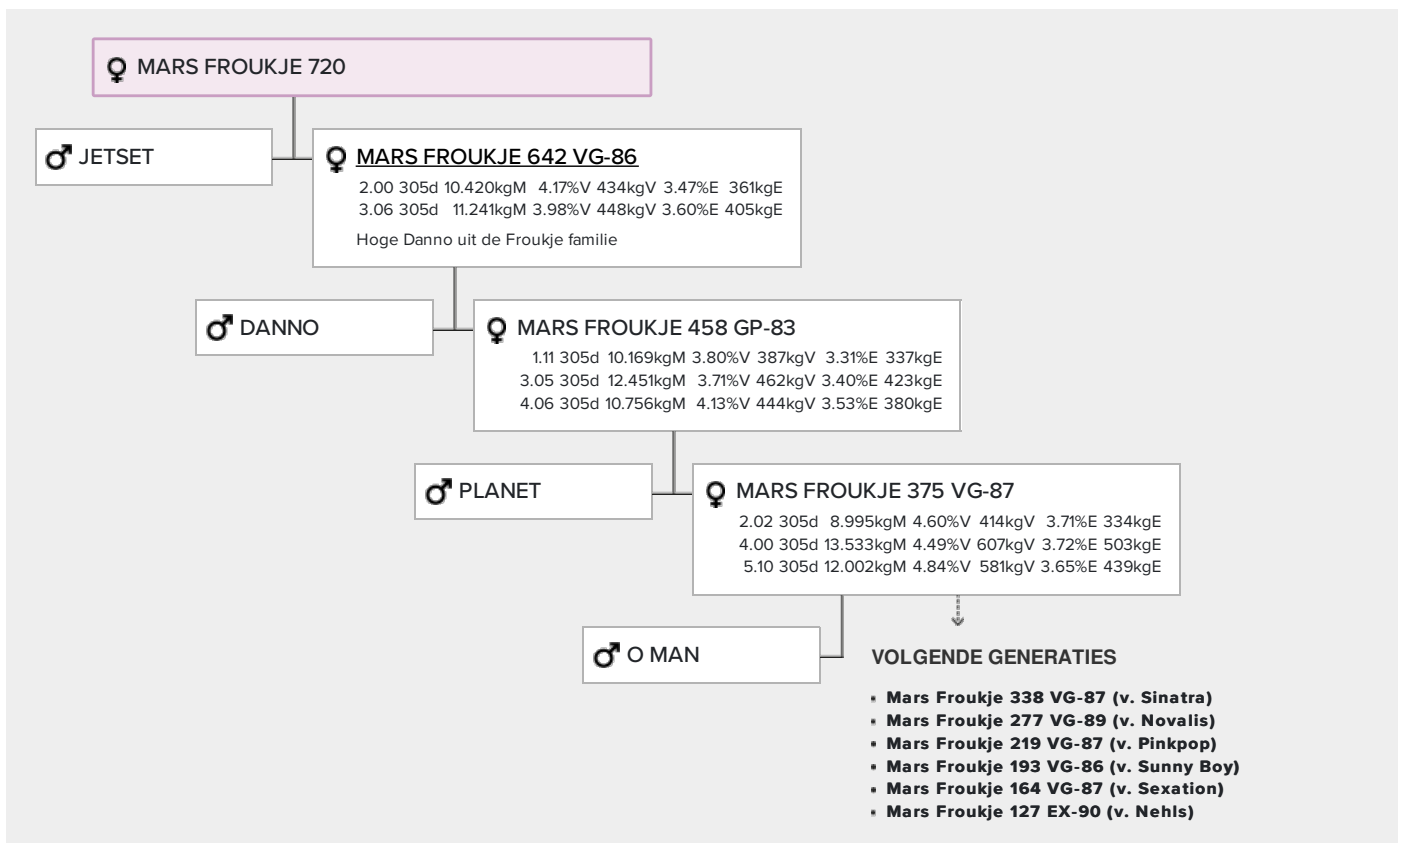 MARS FROUKJE 720
JETSET
MARS FROUKJE 642 VG-86
2.00 305d 10.420kgM 4.17%V 434kgV 3.47%E 361kgE
3.06 305d 11.241kgM 3.98%V 448kgV 3.60%E 405kgE
Hoge Danno uit de Froukje familie
DANNO
MARS FROUKJE 458 GP-83
1.11 305d 10.169kgM 3.80%V 387kgV 3.31%E 337kgE
3.05 305d 12.451kgM 3.71%V 462kgV 3.40%E 423kgE
4.06 305d 10.756kgM 4.13%V 444kgV 3.53%E 380kgE
PLANET
MARS FROUKJE 375 VG-87
2.02 305d 8.995kgM 4.60%V 414kgV 3.71%E 334kgE
4.00 305d 13.533kgM 4.49%V 607kgV 3.72%E 503kgE
5.10 305d 12.002kgM 4.84%V 581kgV 3.65%E 439kgE
O MAN
VOLGENDE GENERATIES
Mars Froukje 338 VG-87 (v. Sinatra)
Mars Froukje 277 VG-89 (v. Novalis)
Mars Froukje 219 VG-87 (v. Pinkpop)
Mars Froukje 193 VG-86 (v. Sunny Boy)
Mars Froukje 164 VG-87 (v. Sexation)
Mars Froukje 127 EX-90 (v. Nehls)